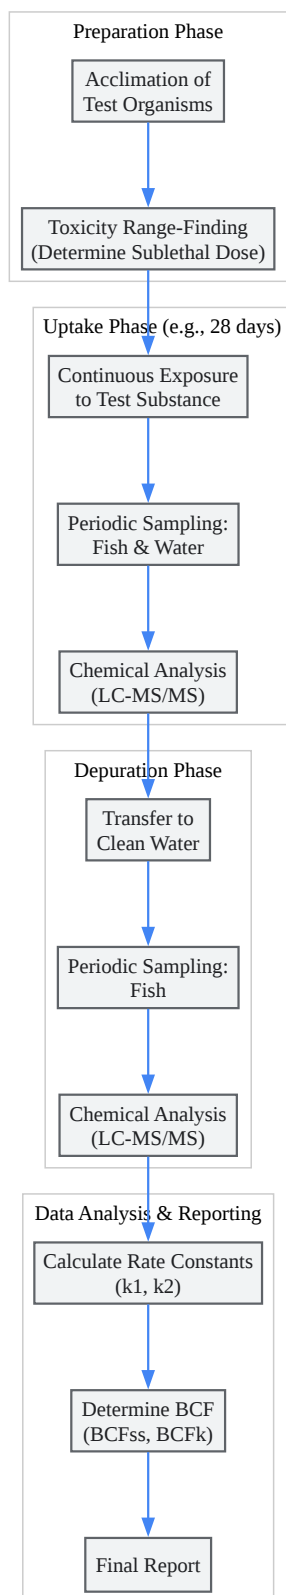 Preparation Phase
Acclimation of
Test Organisms
Toxicity Range-Finding
(Determine Sublethal Dose)
Uptake Phase (e.g., 28 days)
Continuous Exposure
to Test Substance
Periodic Sampling:
Fish & Water
Chemical Analysis
(LC-MS/MS)
Depuration Phase
Transfer to
Clean Water
Periodic Sampling:
Fish
Chemical Analysis
(LC-MS/MS)
Data Analysis & Reporting
Calculate Rate Constants
(k1, k2)
Determine BCF
(BCFss, BCFk)
Final Report